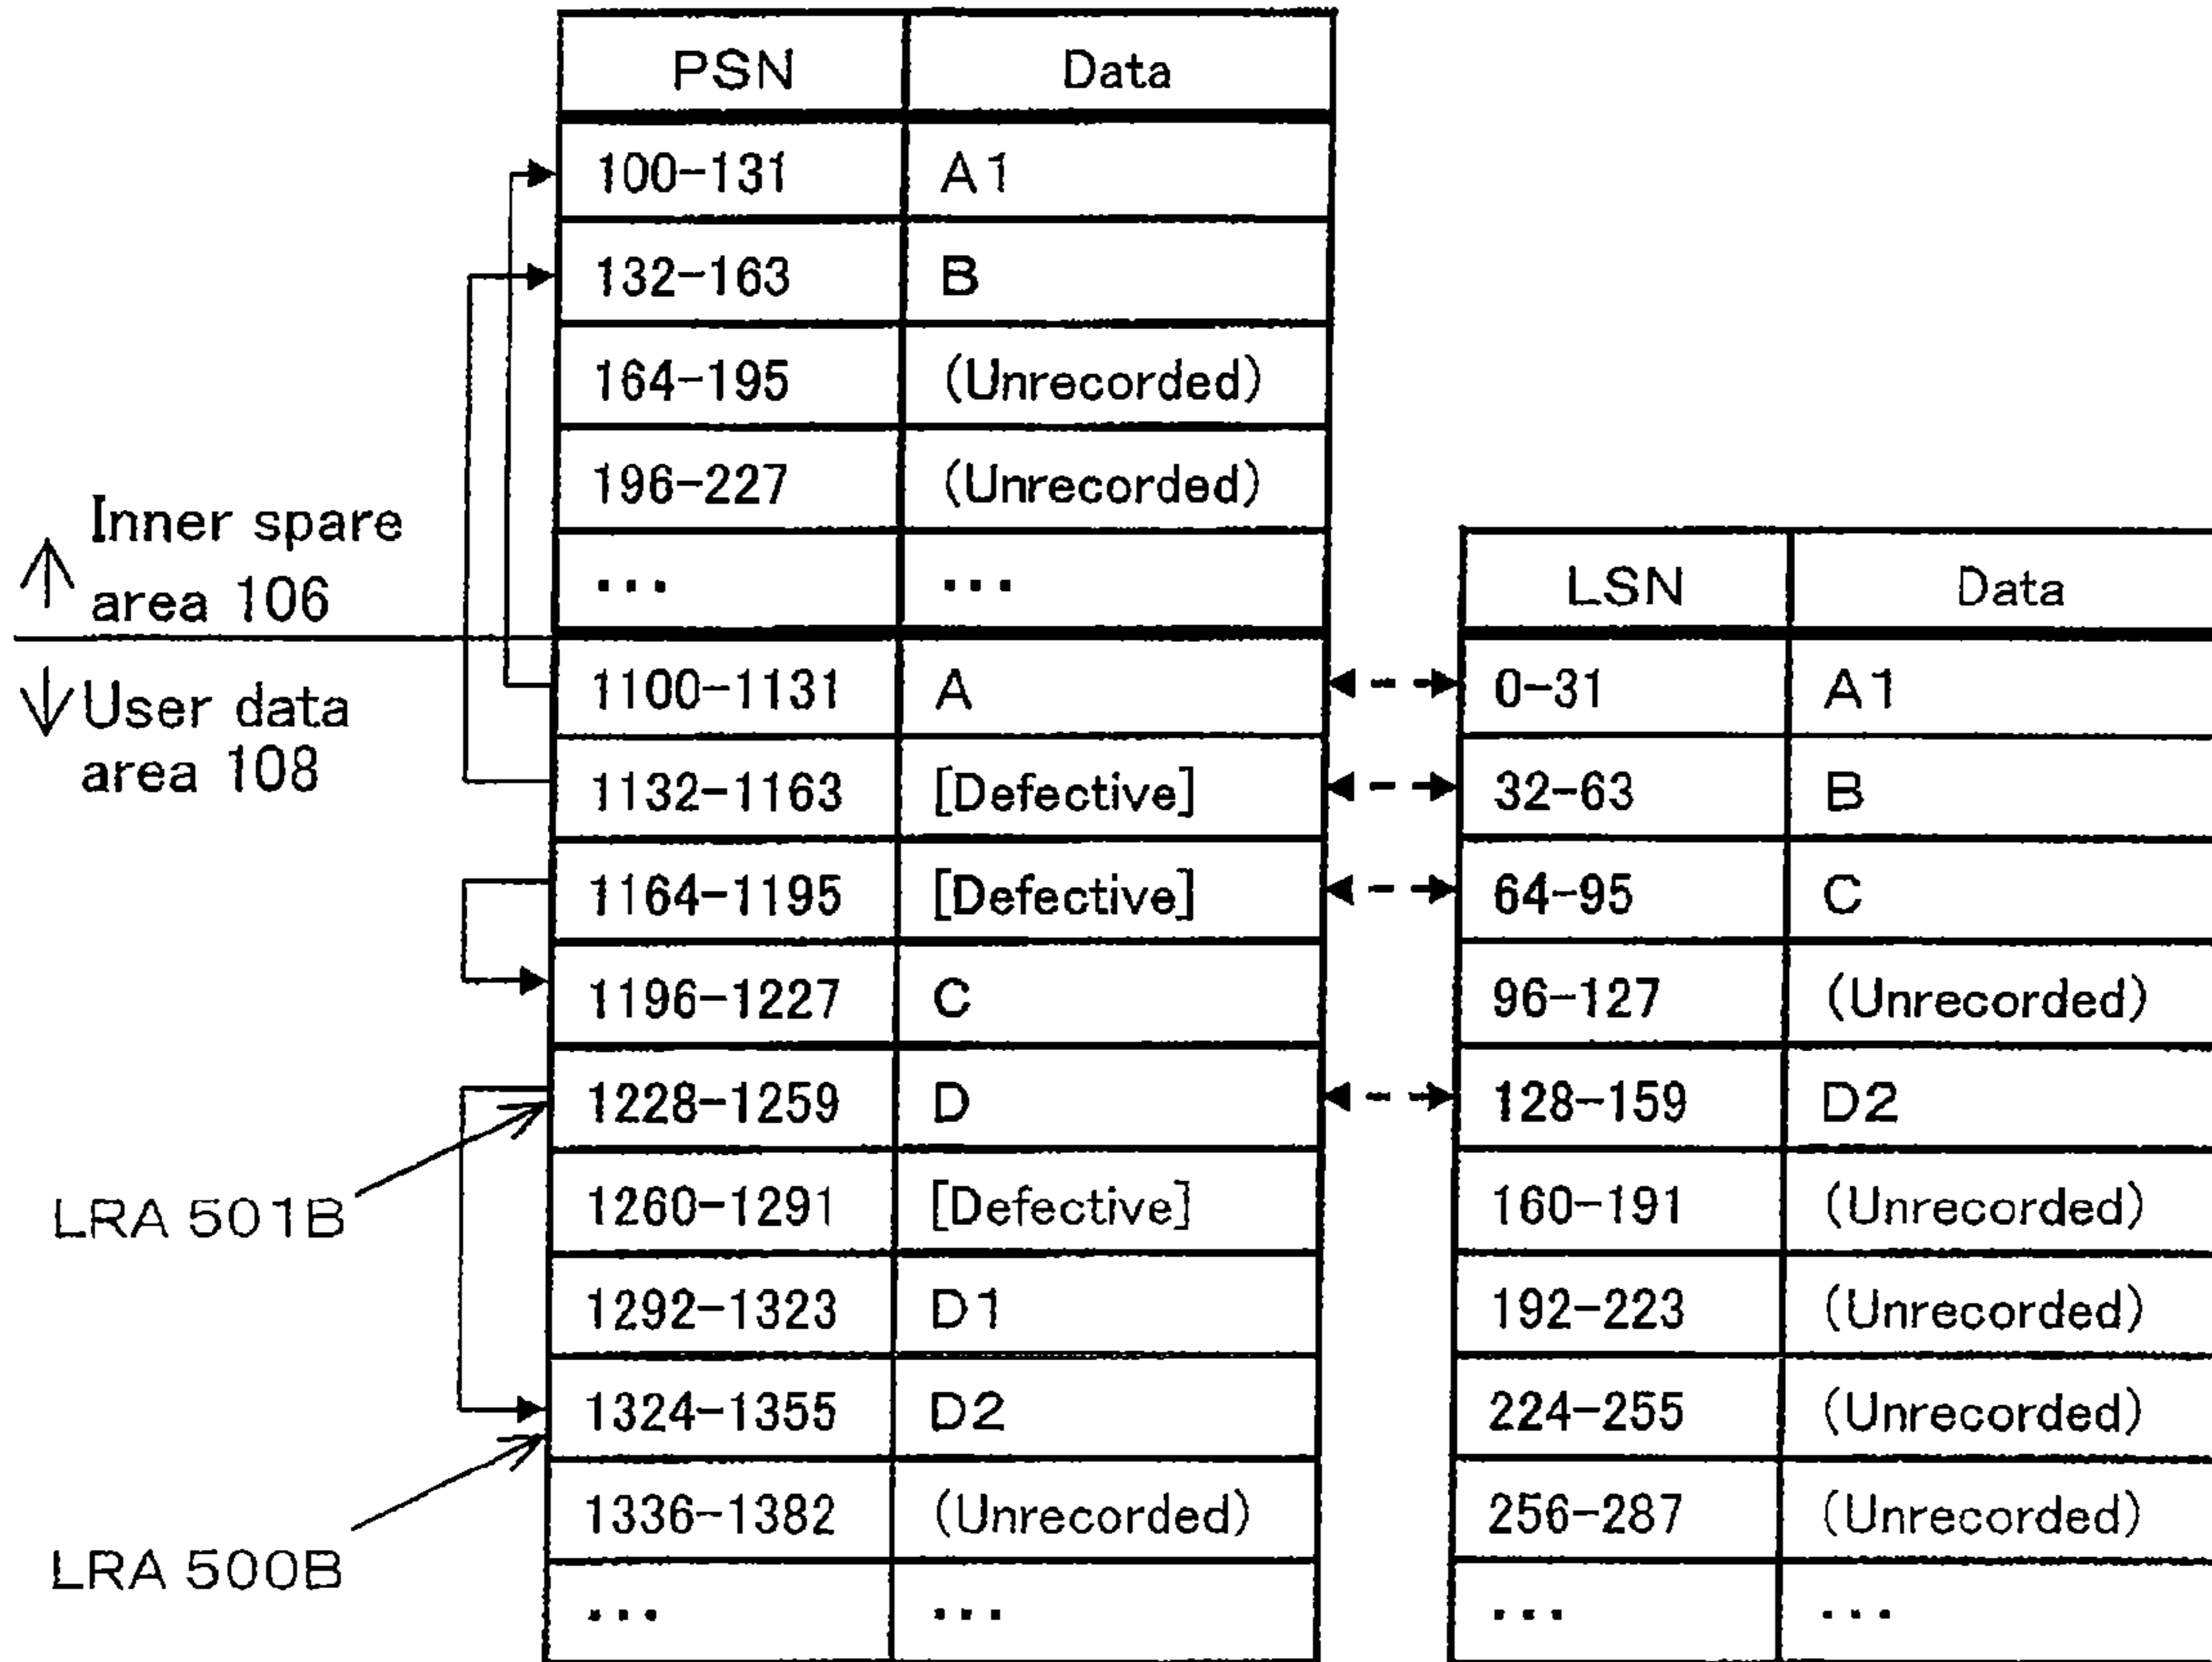 PSN Data
100-131 A1
132-163 B
164-195 (Unrecorded)
196-227 (Unrecorded)
... ...
Inner spare
area 106
User data
area 108
1100-1131 A
1132-1163 [Defective]
1164-1195 [Defective]
1196-1227 C
1228-1259 D
1260-1291 [Defective]
1292-1323 D1
1324-1355 D2
1336-1382 (Unrecorded)
... ...
LRA 501B
LRA 500B
LSN Data
0-31 A1
32-63 B
64-95 C
96-127 (Unrecorded)
128-159 D2
160-191 (Unrecorded)
192-223 (Unrecorded)
224-255 (Unrecorded)
256-287 (Unrecorded)
... ...